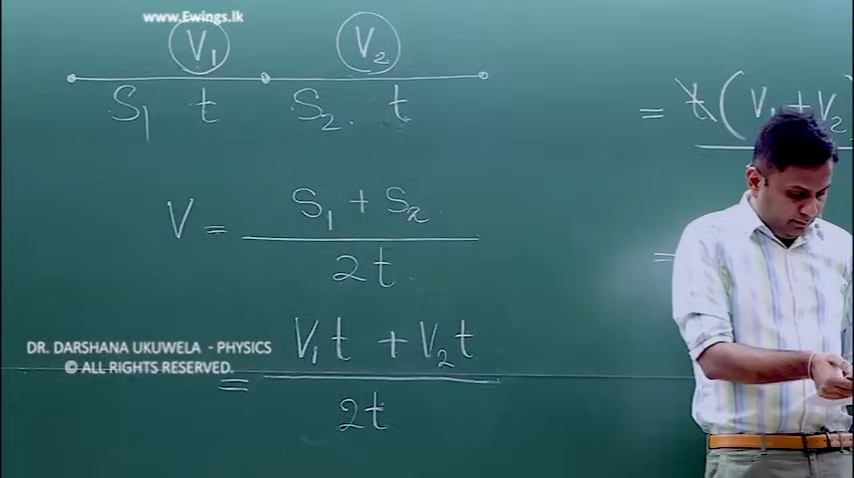 www.Ewings.lk
V₁ V₂
S₁ t S₂ t
V = (S₁ + S₂) / 2t
= (V₁t + V₂t) / 2t
= t(V₁ + V₂
=
DR. DARSHANA UKUWELA - PHYSICS
© ALL RIGHTS RESERVED.